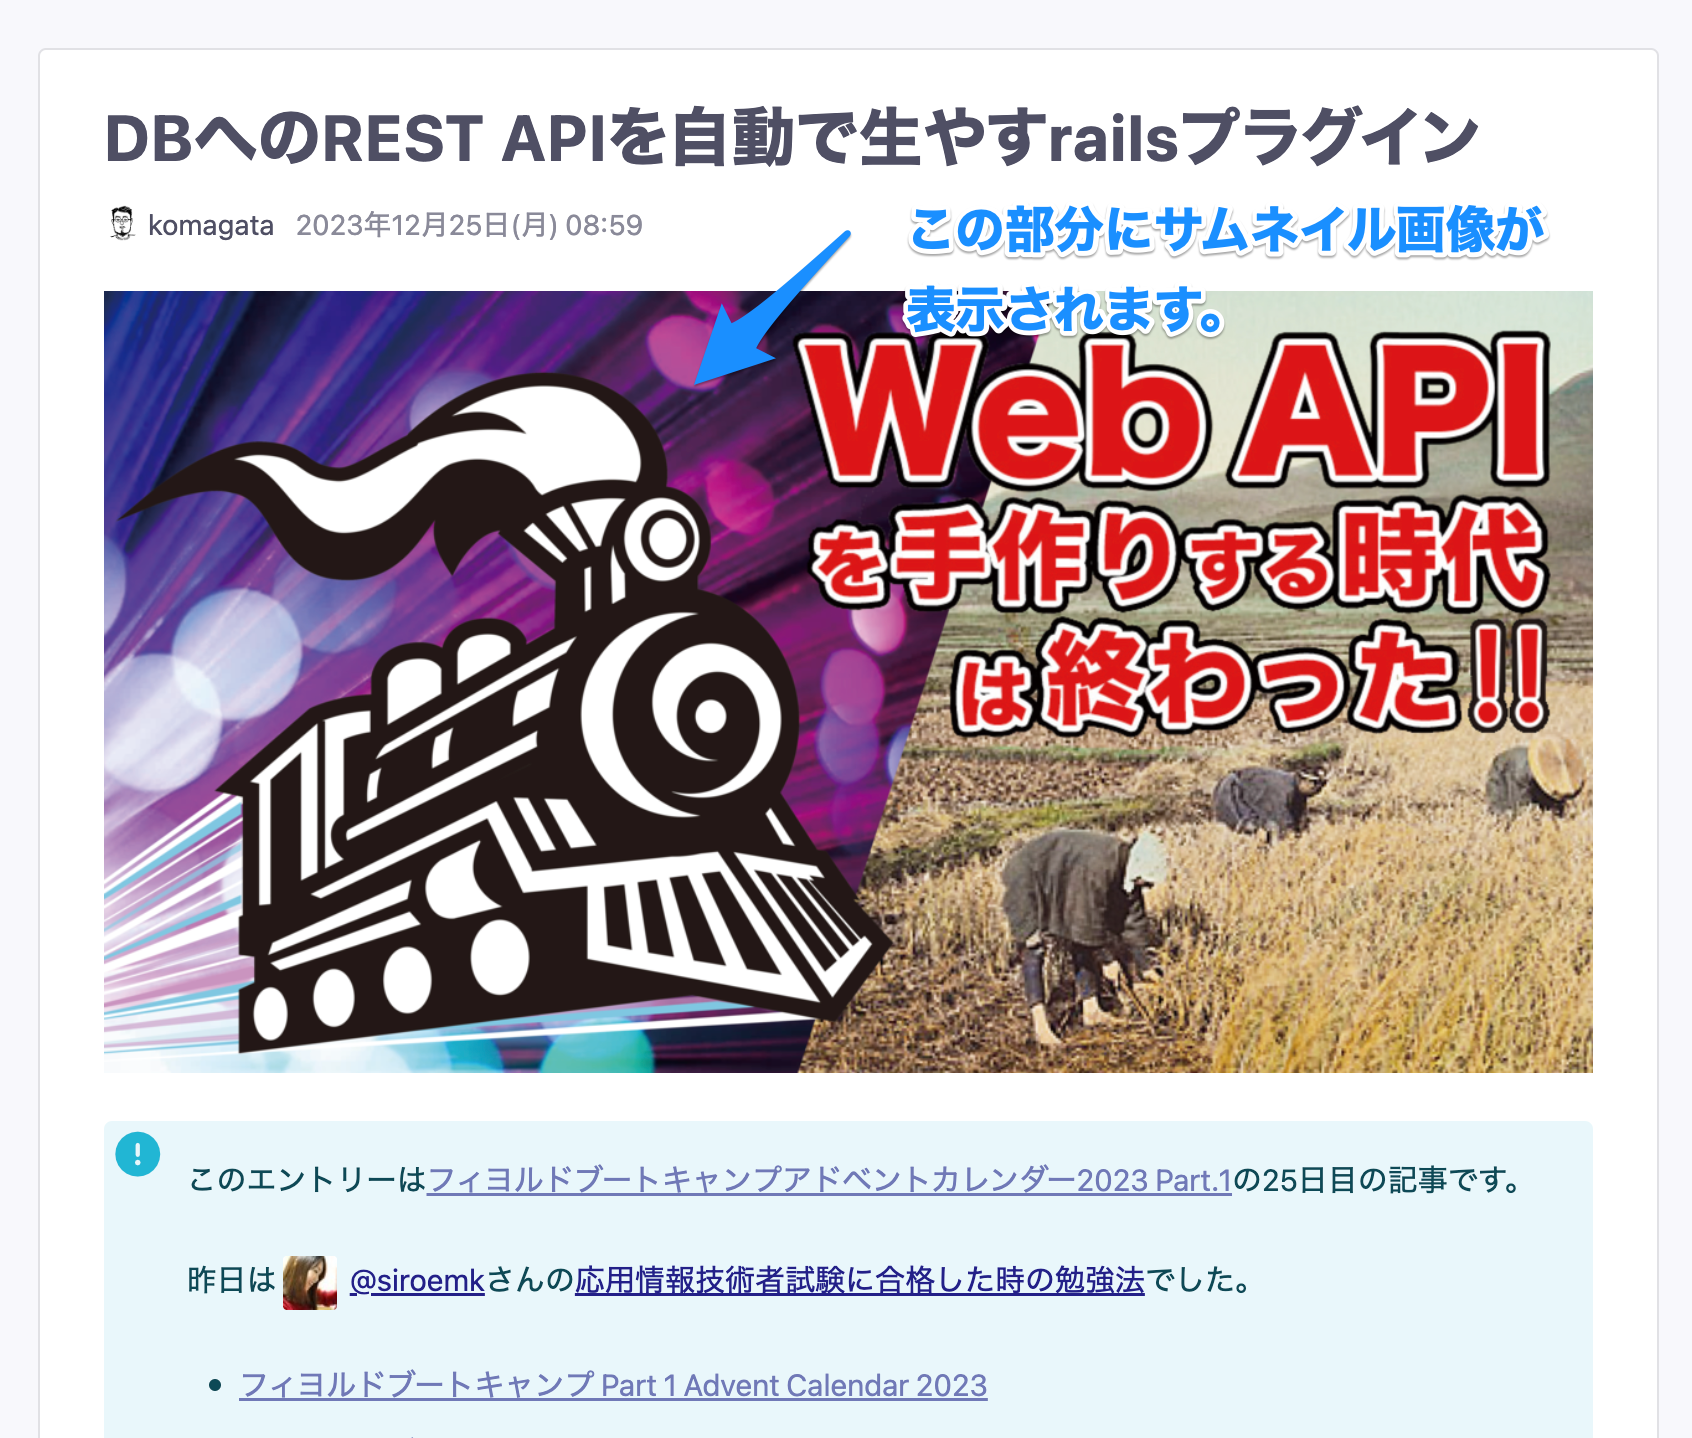 DBへのREST APIを自動で生やすrailsプラグイン
komagata 2023年12月25日(月) 08:59
この部分にサムネイル画像が
表示されます。
Web API
を手作りする時代
は終わった!!
このエントリーはフィヨルドブートキャンプアドベントカレンダー2023 Part.1の25日目の記事です。
昨日は @siroemkさんの応用情報技術者試験に合格した時の勉強法でした。
フィヨルドブートキャンプ Part 1 Advent Calendar 2023